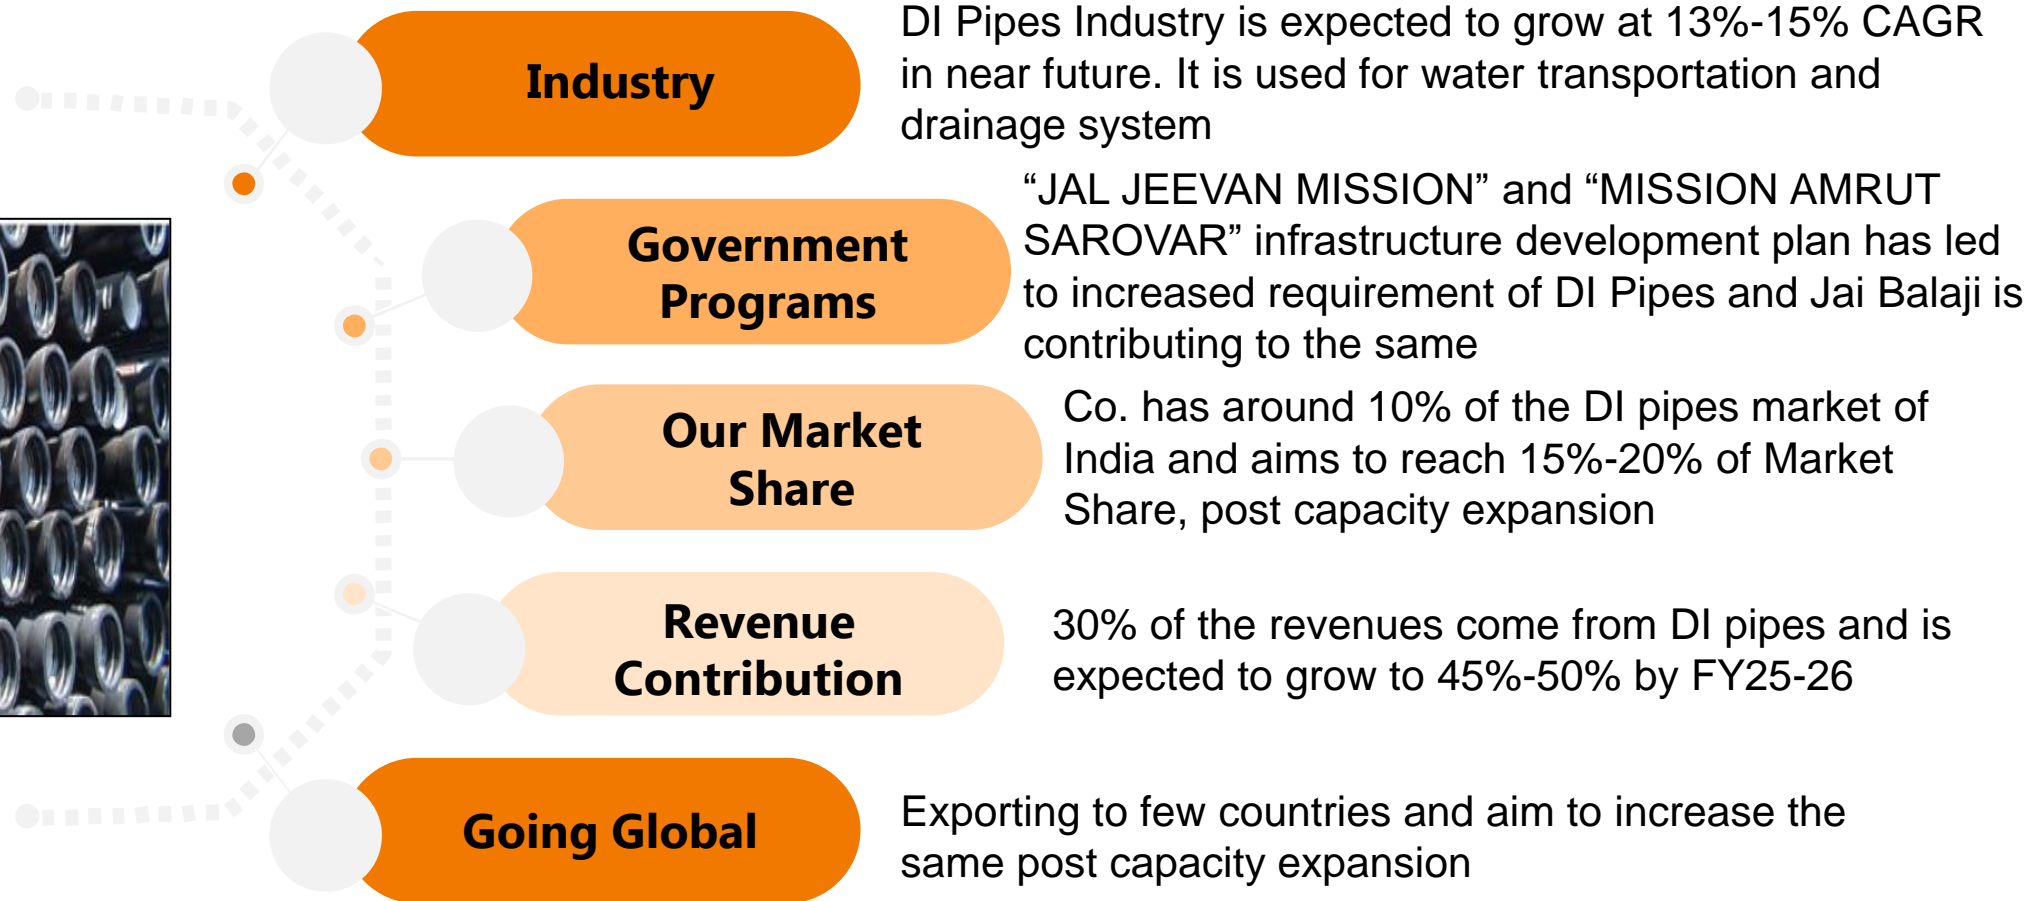 Industry
DI Pipes Industry is expected to grow at 13%-15% CAGR
in near future. It is used for water transportation and
drainage system
Government
Programs
“JAL JEEVAN MISSION” and “MISSION AMRUT
SAROVAR” infrastructure development plan has led
to increased requirement of DI Pipes and Jai Balaji is
contributing to the same
Our Market
Share
Co. has around 10% of the DI pipes market of
India and aims to reach 15%-20% of Market
Share, post capacity expansion
Revenue
Contribution
30% of the revenues come from DI pipes and is
expected to grow to 45%-50% by FY25-26
Going Global
Exporting to few countries and aim to increase the
same post capacity expansion